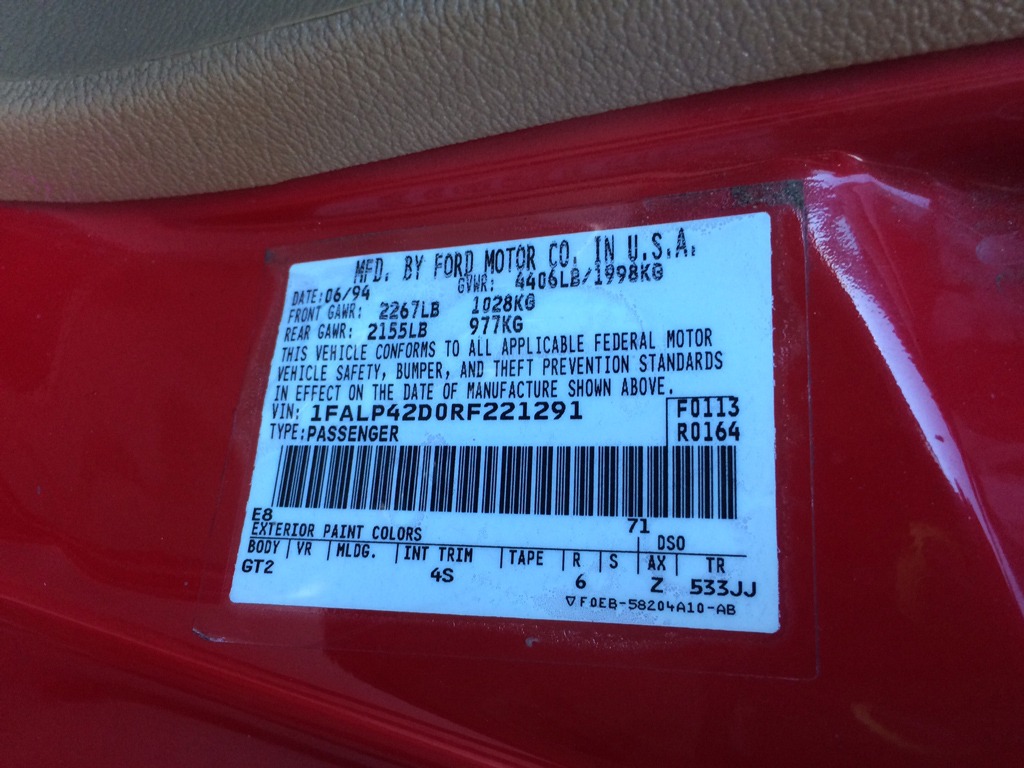 MFD. BY FORD MOTOR CO. IN U.S.A.
DATE: 06/94 GVWR: 4406LB/1998KG
FRONT GAWR: 2267LB 1028KG
REAR GAWR: 2155LB 977KG
THIS VEHICLE CONFORMS TO ALL APPLICABLE FEDERAL MOTOR
VEHICLE SAFETY, BUMPER, AND THEFT PREVENTION STANDARDS
IN EFFECT ON THE DATE OF MANUFACTURE SHOWN ABOVE.
VIN: 1FALP42D0RF221291 F0113
TYPE: PASSENGER R0164
E8 71
EXTERIOR PAINT COLORS DSO
BODY VR MLDG. INT TRIM TAPE R S AX TR
GT2 4S 6 Z 533JJ
▽F0EB-58204A10-AB